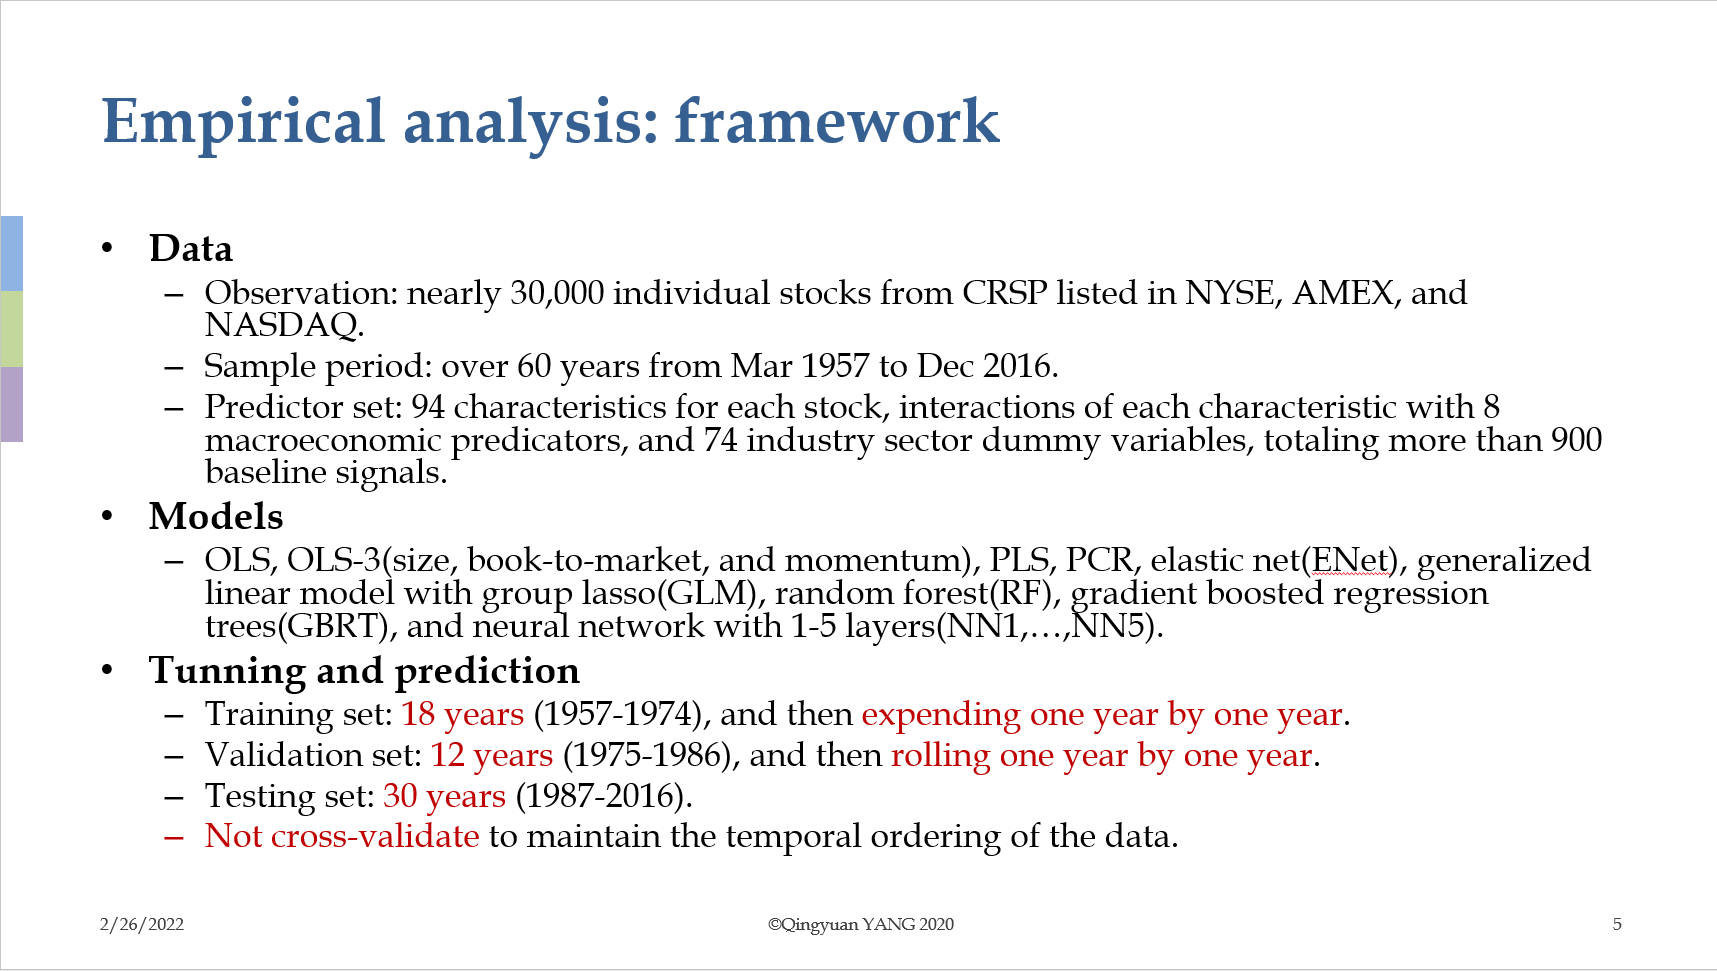 Empirical analysis: framework
• Data
– Observation: nearly 30,000 individual stocks from CRSP listed in NYSE, AMEX, and
NASDAQ.
– Sample period: over 60 years from Mar 1957 to Dec 2016.
– Predictor set: 94 characteristics for each stock, interactions of each characteristic with 8
macroeconomic predicators, and 74 industry sector dummy variables, totaling more than 900
baseline signals.
• Models
– OLS, OLS-3(size, book-to-market, and momentum), PLS, PCR, elastic net(ENet), generalized
linear model with group lasso(GLM), random forest(RF), gradient boosted regression
trees(GBRT), and neural network with 1-5 layers(NN1,…,NN5).
• Tunning and prediction
– Training set: 18 years (1957-1974), and then expending one year by one year.
– Validation set: 12 years (1975-1986), and then rolling one year by one year.
– Testing set: 30 years (1987-2016).
– Not cross-validate to maintain the temporal ordering of the data.
2/26/2022
©Qingyuan YANG 2020
5